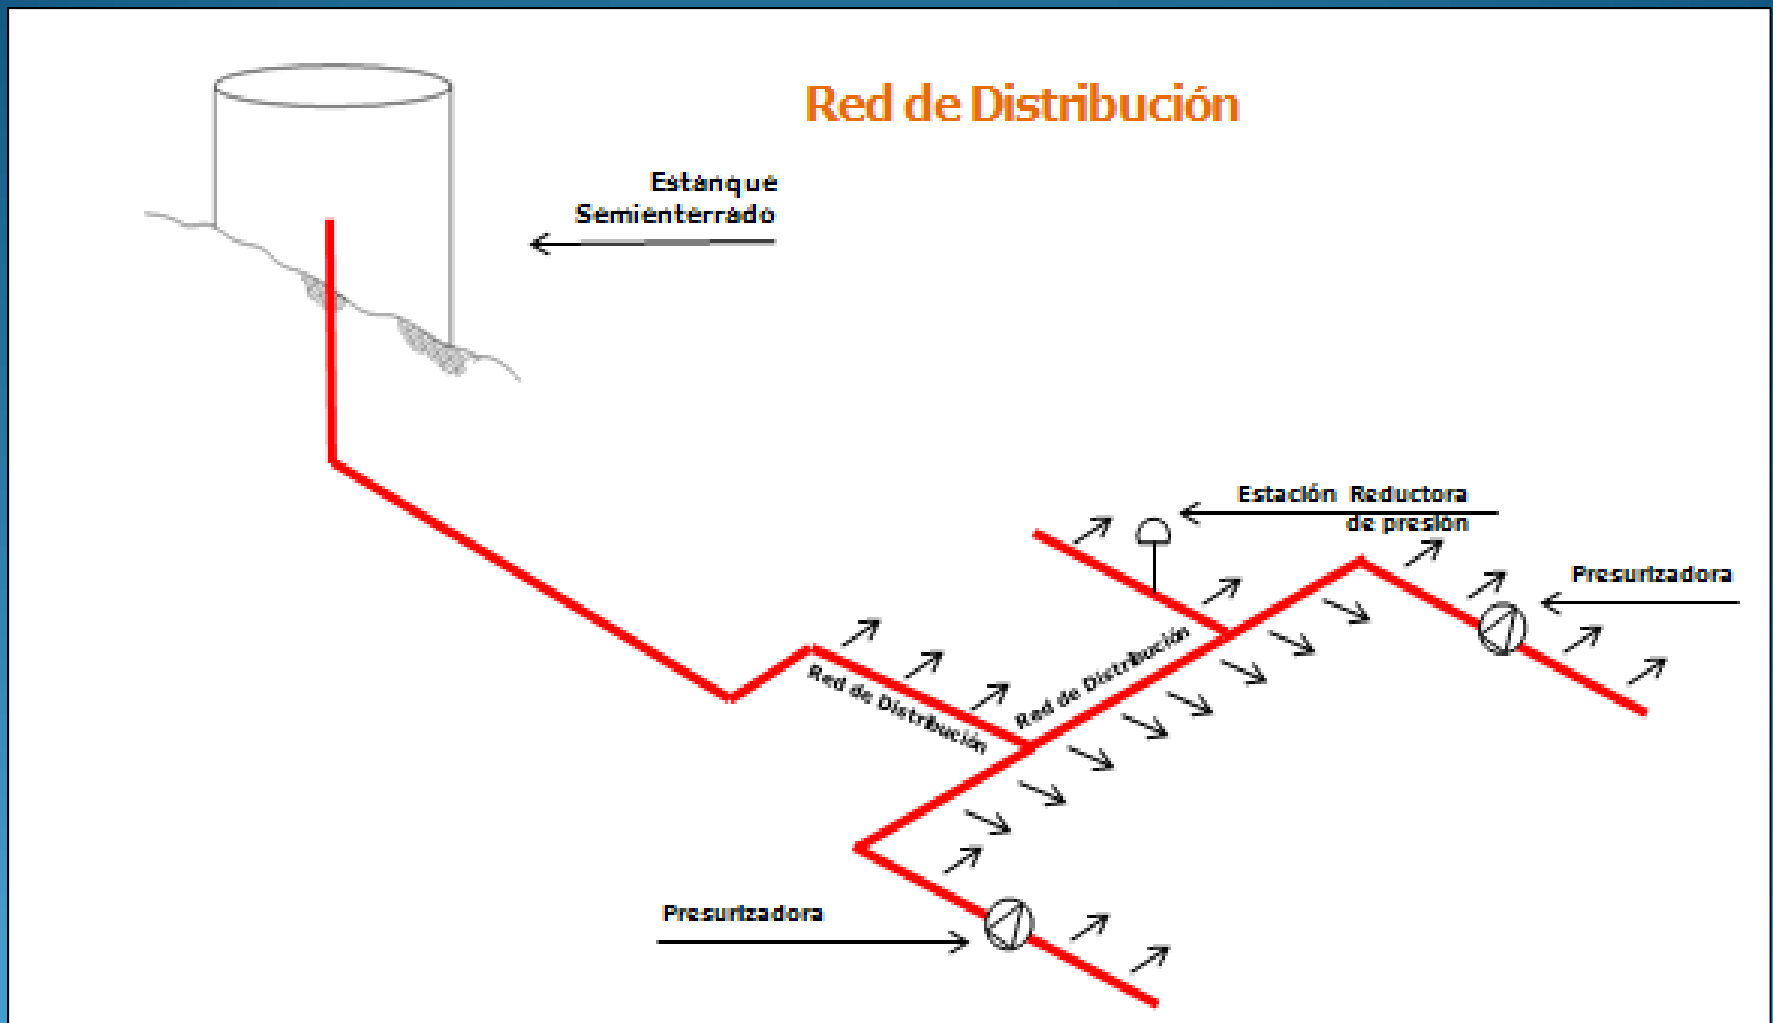 Red de Distribución
Estanque
Semienterrado
Estación Reductora
de presión
Presurizadora
Red de Distribución
Red de Distribución
Presurizadora